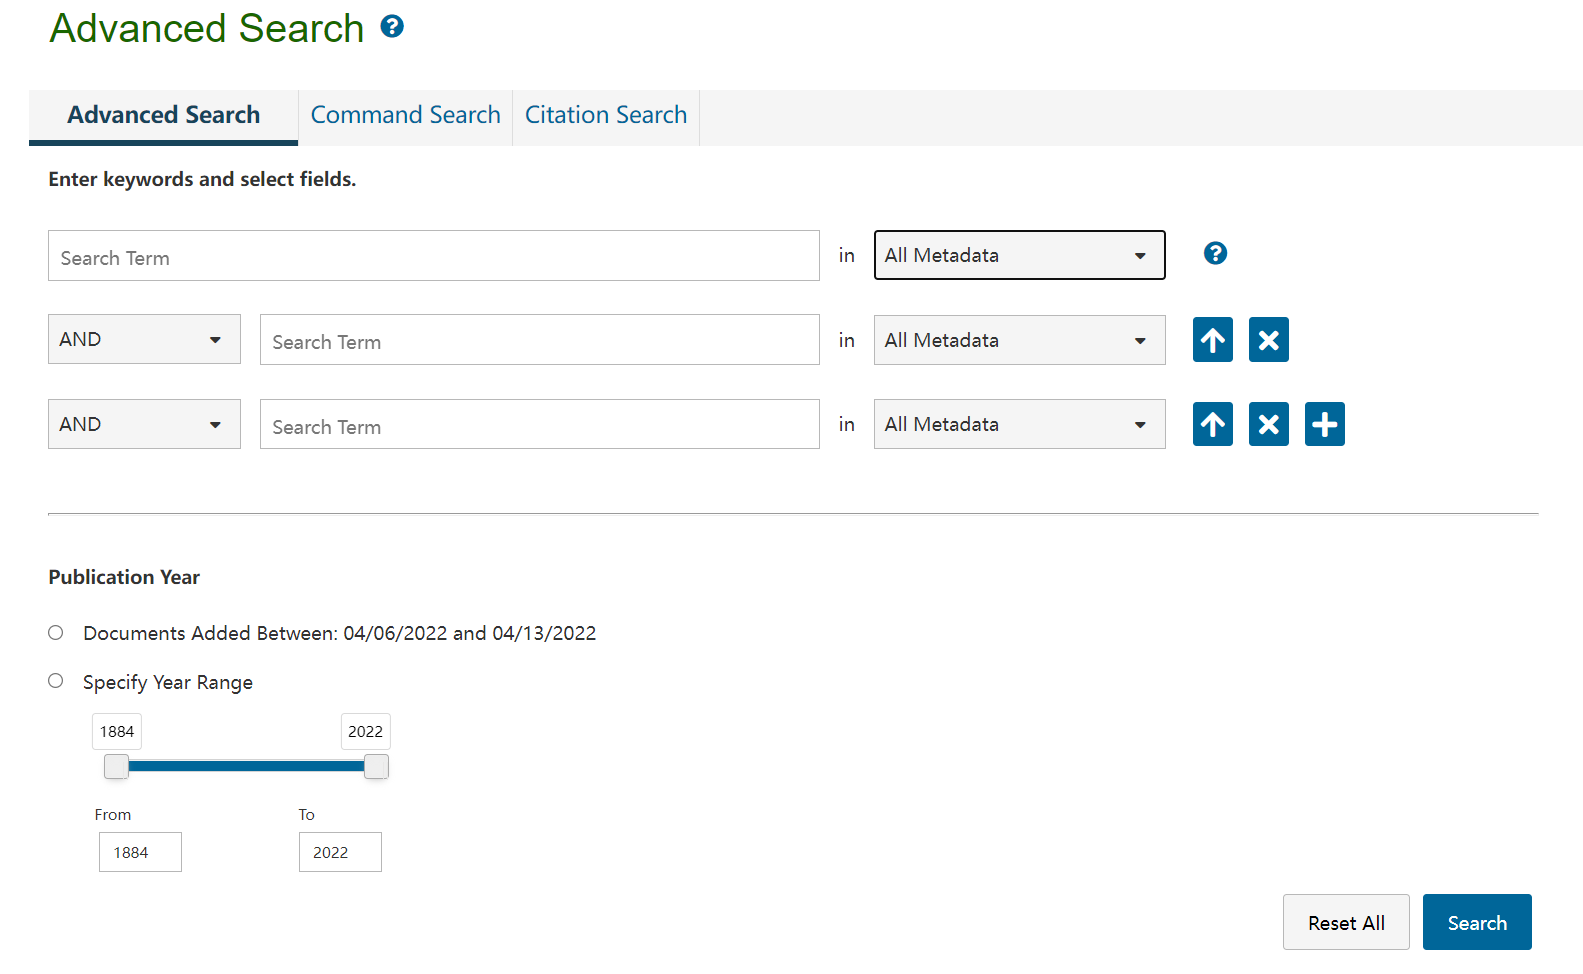 Advanced Search
Advanced Search Command Search Citation Search
Enter keywords and select fields.
Search Term in All Metadata
AND Search Term in All Metadata
AND Search Term in All Metadata
Publication Year
Documents Added Between: 04/06/2022 and 04/13/2022
Specify Year Range
1884 2022
From To
1884 2022
Reset All Search